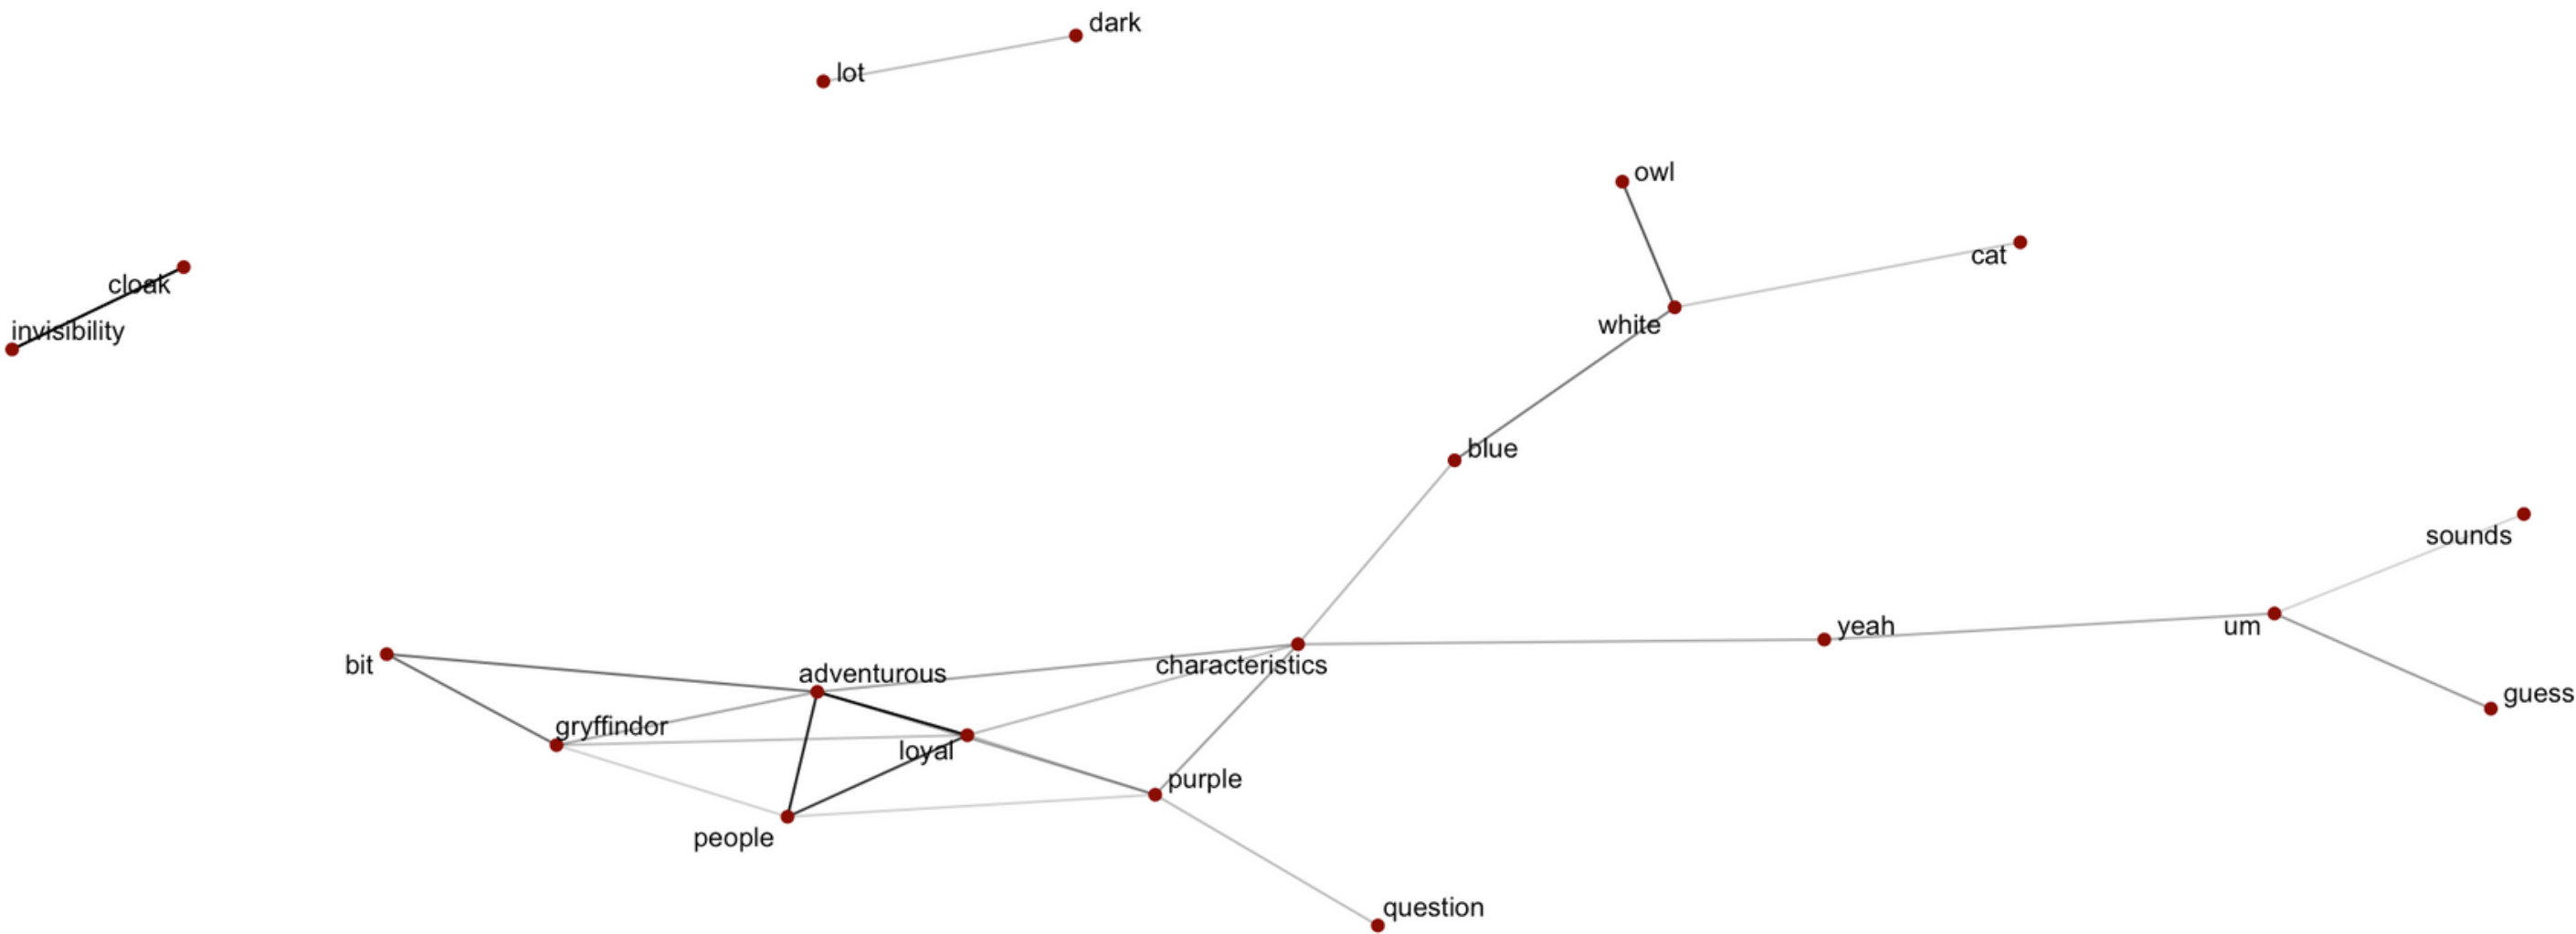 dark
lot
owl
cat
cloak
white
invisibility
blue
sounds
yeah
um
bit
characteristics
adventurous
guess
gryffindor
loyal
purple
people
question